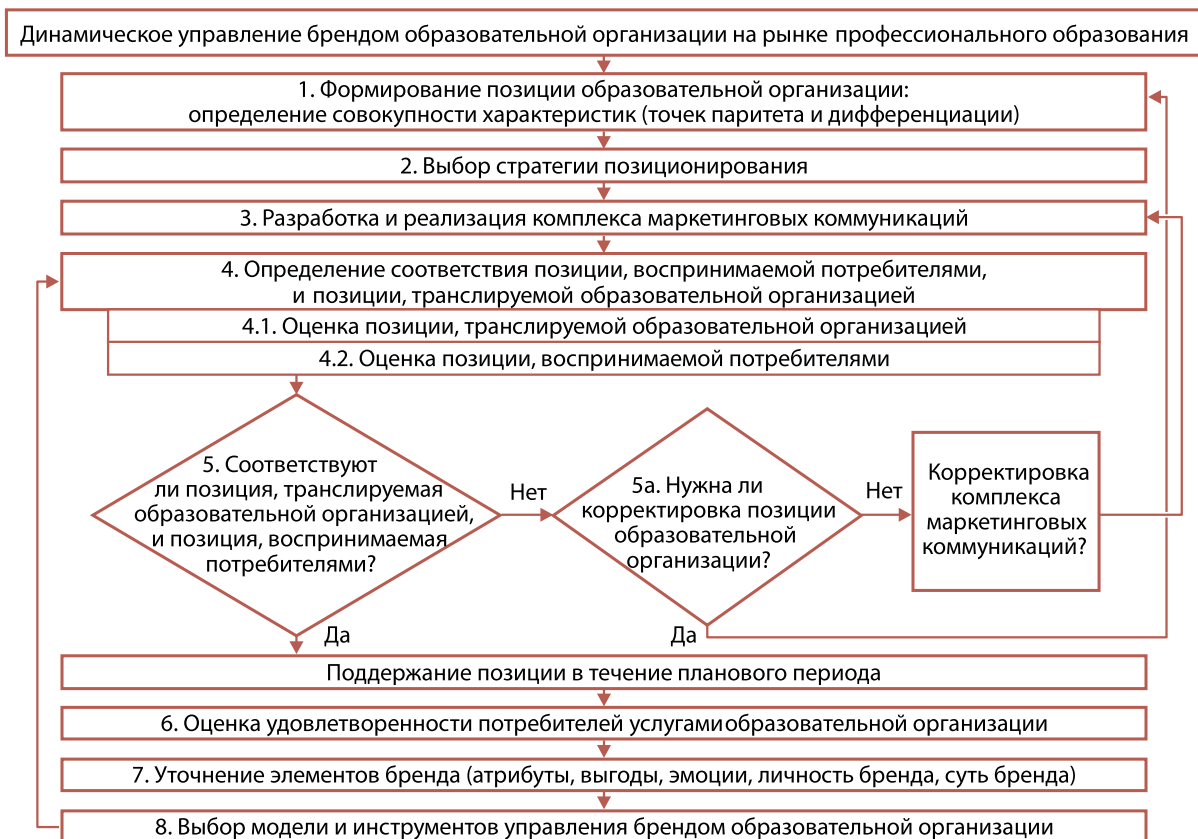 Динамическое управление брендом образовательной организации на рынке профессионального образования
1. Формирование позиции образовательной организации:
определение совокупности характеристик (точек паритета и дифференциации)
2. Выбор стратегии позиционирования
3. Разработка и реализация комплекса маркетинговых коммуникаций
4. Определение соответствия позиции, воспринимаемой потребителями,
и позиции, транслируемой образовательной организацией
4.1. Оценка позиции, транслируемой образовательной организацией
4.2. Оценка позиции, воспринимаемой потребителями
5. Соответствуют
ли позиция, транслируемая
образовательной организацией,
и позиция, воспринимаемая
потребителями?
Нет
5а. Нужна ли
корректировка позиции
образовательной
организации?
Нет
Корректировка
комплекса
маркетинговых
коммуникаций?
Да
Да
Поддержание позиции в течение планового периода
6. Оценка удовлетворенности потребителей услугамиобразовательной организации
7. Уточнение элементов бренда (атрибуты, выгоды, эмоции, личность бренда, суть бренда)
8. Выбор модели и инструментов управления брендом образовательной организации